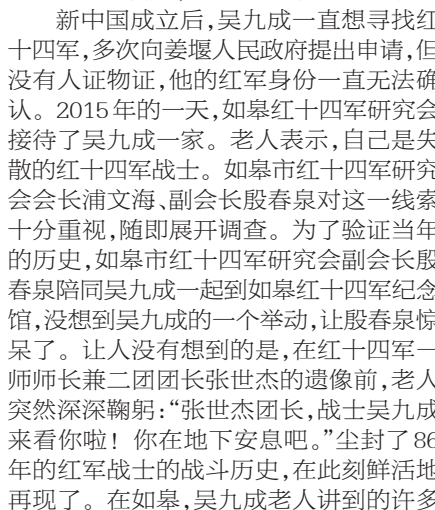 新中国成立后,吴九成一直想寻找红
十四军,多次向姜堰人民政府提出申请,但
没有人证物证,他的红军身份一直无法确
认。2015年的一天,如皋红十四军研究会
接待了吴九成一家。老人表示,自己是失
散的红十四军战士。如皋市红十四军研究
会会长浦文海、副会长殷春泉对这一线索
十分重视,随即展开调查。为了验证当年
的历史,如皋市红十四军研究会副会长殷
春泉陪同吴九成一起到如皋红十四军纪念
馆,没想到吴九成的一个举动,让殷春泉惊
呆了。让人没有想到的是,在红十四军一
师师长兼二团团长张世杰的遗像前,老人
突然深深鞠躬:“张世杰团长,战士吴九成
来看你啦！你在地下安息吧。”尘封了86
年的红军战士的战斗历史,在此刻鲜活地
再现了。在如皋,吴九成老人讲到的许多